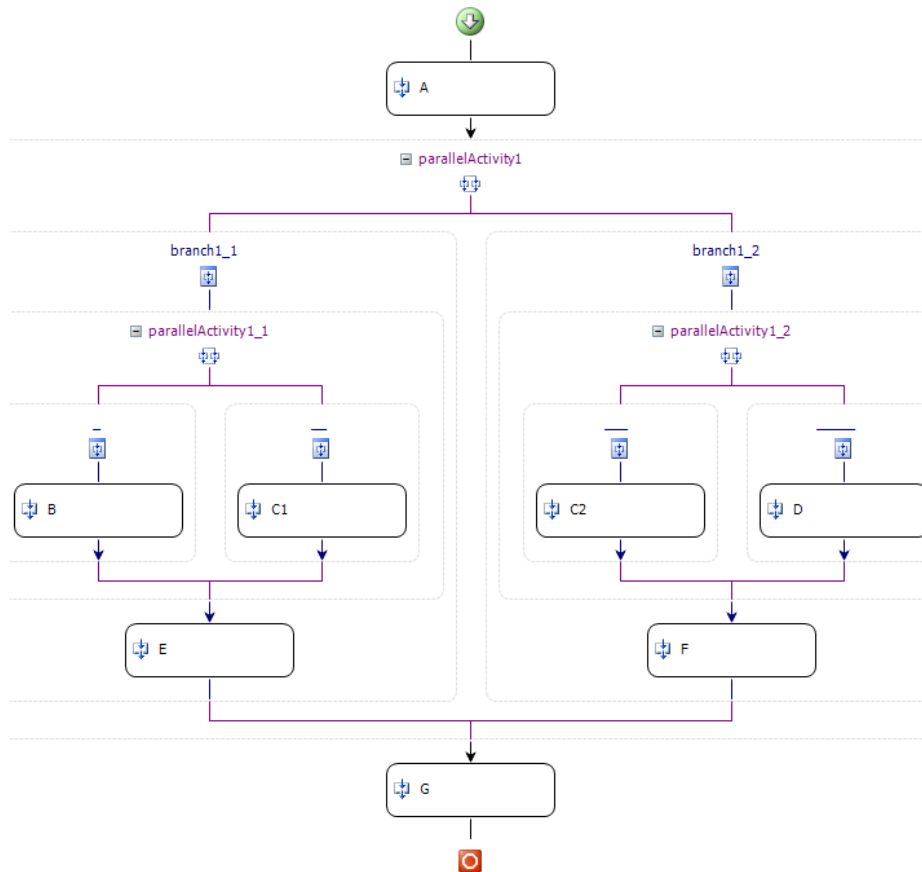 A
parallelActivity1
branch1_1
branch1_2
parallelActivity1_1
parallelActivity1_2
B
C1
C2
D
E
F
G